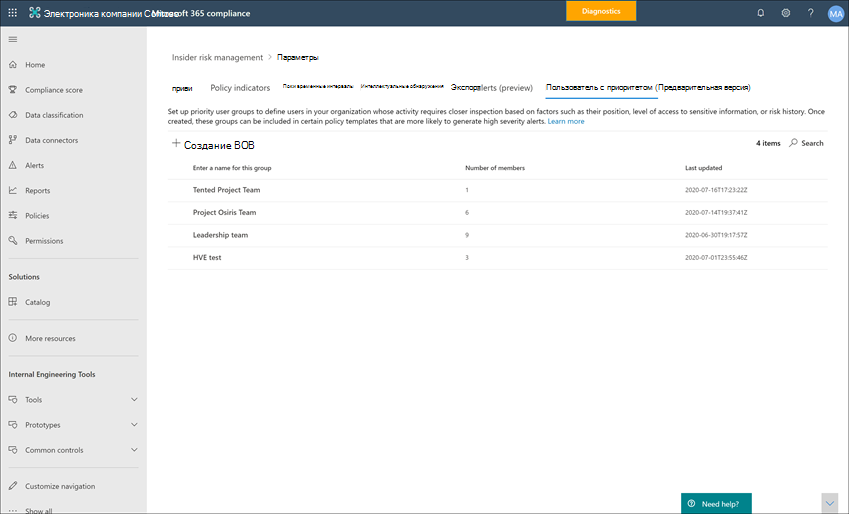 Электроника компании Contoso Microsoft 365 compliance
Diagnostics
MA
Insider risk management > Параметры
приви Policy indicators Полихвременные интервалы Интеллектуальные обнаружения Экспорт alerts (preview) Пользователь с приоритетом (Предварительная версия)
Set up priority user groups to define users in your organization whose activity requires closer inspection based on factors such as their position, level of access to sensitive information, or risk history. Once
created, these groups can be included in certain policy templates that are more likely to generate high severity alerts. Learn more
+ Создание ВОВ
4 items Search
Enter a name for this group Number of members Last updated
Tented Project Team 1 2020-07-16T17:23:22Z
Project Osiris Team 6 2020-07-14T19:37:41Z
Leadership team 9 2020-06-30T19:17:57Z
HVE test 3 2020-07-01T23:55:46Z
Home
Compliance score
Data classification
Data connectors
Alerts
Reports
Policies
Permissions
Solutions
Catalog
More resources
Internal Engineering Tools
Tools
Prototypes
Common controls
Customize navigation
Show all
Need help?